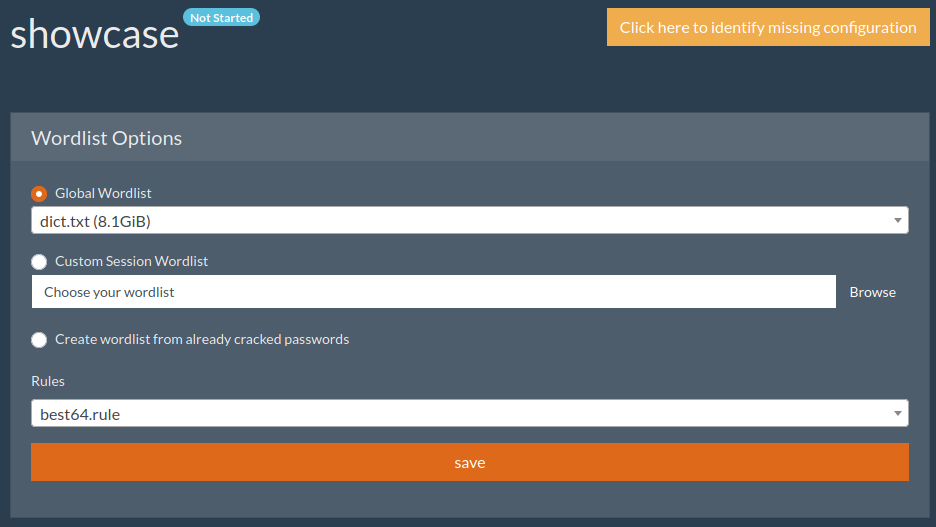 showcase
Not Started
Click here to identify missing configuration
Wordlist Options
Global Wordlist
dict.txt (8.1GiB)
Custom Session Wordlist
Choose your wordlist
Browse
Create wordlist from already cracked passwords
Rules
best64.rule
save